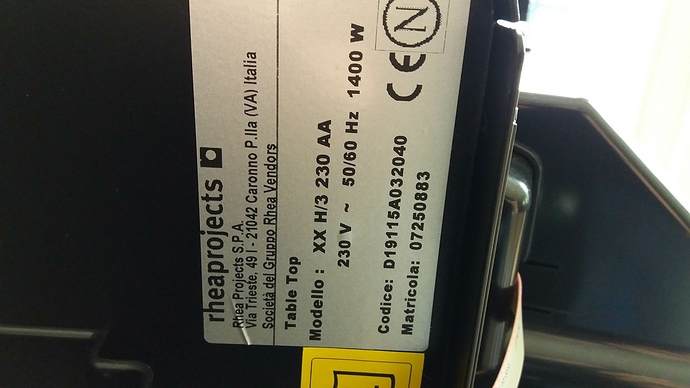 rheaprojects
Rhea Projects S.P.A.
Via Trieste, 49 I - 21042 Caronno P.lla (VA) Italia
Società del Gruppo Rhea Vendors
Table Top
Modello : XX H/3 230 AA
230 V ~ 50/60 Hz 1400 W
Codice: D19115A032040
Matricola: 07250883
CE
N